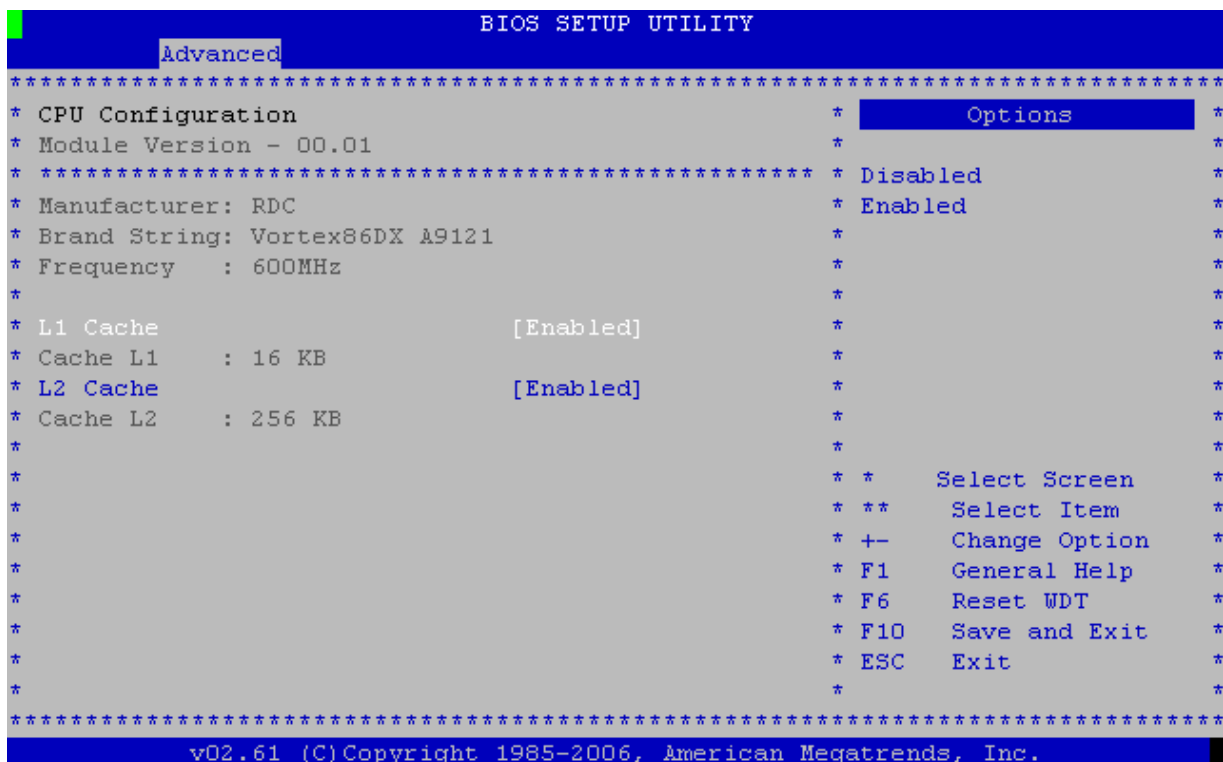 BIOS SETUP UTILITY
Advanced
********************************************************************************
* CPU Configuration * Options *
* Module Version - 00.01 * *
* *************************************************** * Disabled *
* Manufacturer: RDC * Enabled *
* Brand String: Vortex86DX A9121 * *
* Frequency : 600MHz * *
* * *
* L1 Cache [Enabled] * *
* Cache L1 : 16 KB * *
* L2 Cache [Enabled] * *
* Cache L2 : 256 KB * *
* * *
* * * Select Screen *
* * ** Select Item *
* * +- Change Option *
* * F1 General Help *
* * F6 Reset WDT *
* * F10 Save and Exit *
* * ESC Exit *
* * *
********************************************************************************
v02.61 (C)Copyright 1985-2006, American Megatrends, Inc.